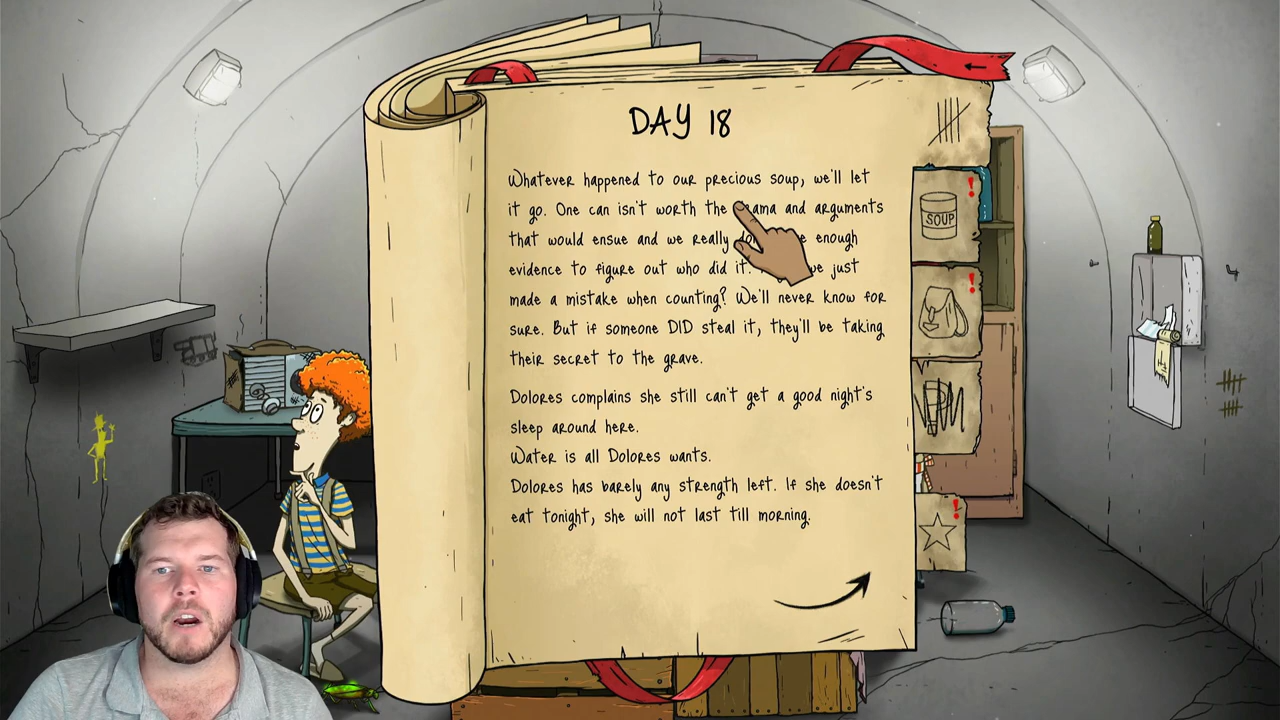 DAY 18
Whatever happened to our precious soup, we'll let
it go. One can isn't worth the and arguments
that would ensue and we really enough
evidence to figure out who did it. we just
made a mistake when counting? We'll never know for
sure. But if someone DID steal it, they'll be taking
their secret to the grave.
Dolores complains she still can't get a good night's
sleep around here.
Water is all Dolores wants.
Dolores has barely any strength left. If she doesn't
eat tonight, she will not last till morning.
SOUP
!
!
!